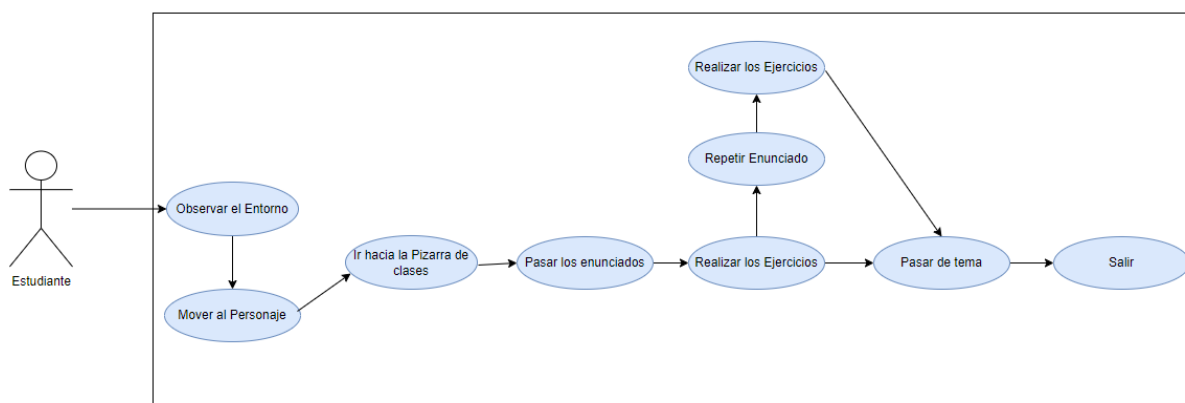 Realizar los Ejercicios
Repetir Enunciado
Observar el Entorno
Ir hacia la Pizarra de
clases
Pasar los enunciados
Realizar los Ejercicios
Pasar de tema
Salir
Estudiante
Mover al Personaje